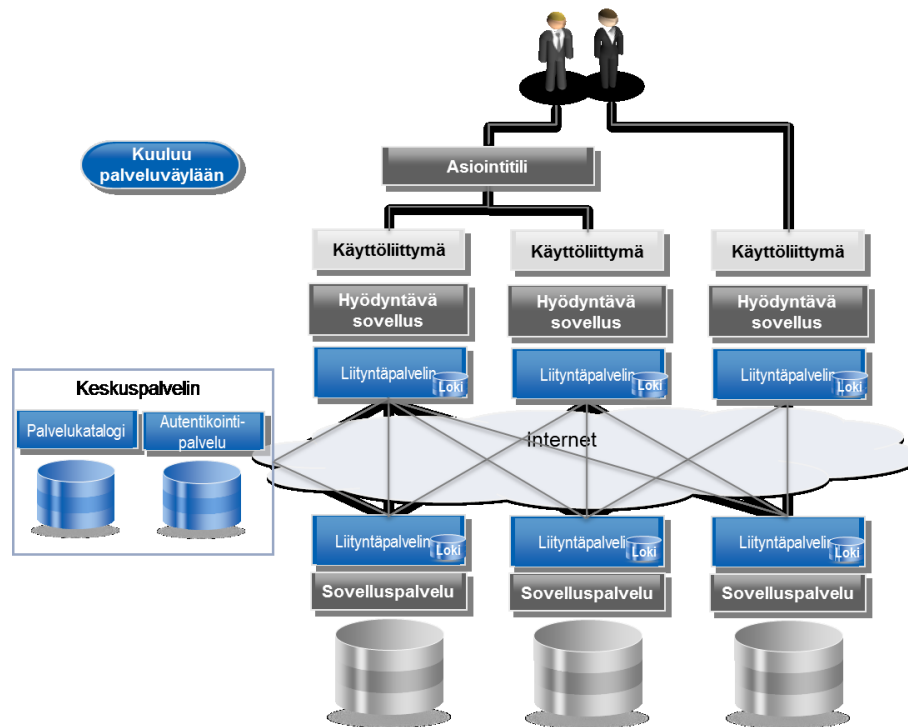 Kuuluu
palveluväylään
Asiointitili
Käyttöliittymä
Käyttöliittymä
Käyttöliittymä
Hyödyntävä
sovellus
Hyödyntävä
sovellus
Hyödyntävä
sovellus
Liityntäpalvelin
Loki
Liityntäpalvelin
Loki
Liityntäpalvelin
Loki
Keskuspalvelin
Palvelukatalogi
Autentikointi-
palvelu
Internet
Liityntäpalvelin
Loki
Liityntäpalvelin
Loki
Liityntäpalvelin
Loki
Sovelluspalvelu
Sovelluspalvelu
Sovelluspalvelu